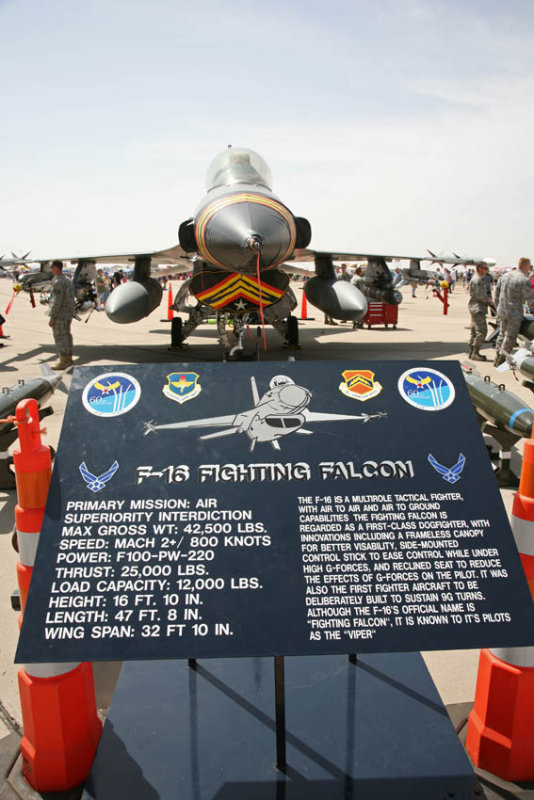 60
60
F-16 FIGHTING FALCON
PRIMARY MISSION: AIR
SUPERIORITY INTERDICTION
MAX GROSS WT: 42,500 LBS.
SPEED: MACH 2+/ 800 KNOTS
POWER: F100-PW-220
THRUST: 25,000 LBS.
LOAD CAPACITY: 12,000 LBS.
HEIGHT: 16 FT. 10 IN.
LENGTH: 47 FT. 8 IN.
WING SPAN: 32 FT 10 IN.
THE F-16 IS A MULTIROLE TACTICAL FIGHTER,
WITH AIR TO AIR AND AIR TO GROUND
CAPABILITIES THE FIGHTING FALCON IS
REGARDED AS A FIRST-CLASS DOGFIGHTER, WITH
INNOVATIONS INCLUDING A FRAMELESS CANOPY
FOR BETTER VISABILITY, SIDE-MOUNTED
CONTROL STICK TO EASE CONTROL WHILE UNDER
HIGH G-FORCES, AND RECLINED SEAT TO REDUCE
THE EFFECTS OF G-FORCES ON THE PILOT. IT WAS
ALSO THE FIRST FIGHTER AIRCRAFT TO BE
DELIBERATELY BUILT TO SUSTAIN 9G TURNS.
ALTHOUGH THE F-16'S OFFICIAL NAME IS
"FIGHTING FALCON", IT IS KNOWN TO IT'S PILOTS
AS THE "VIPER"